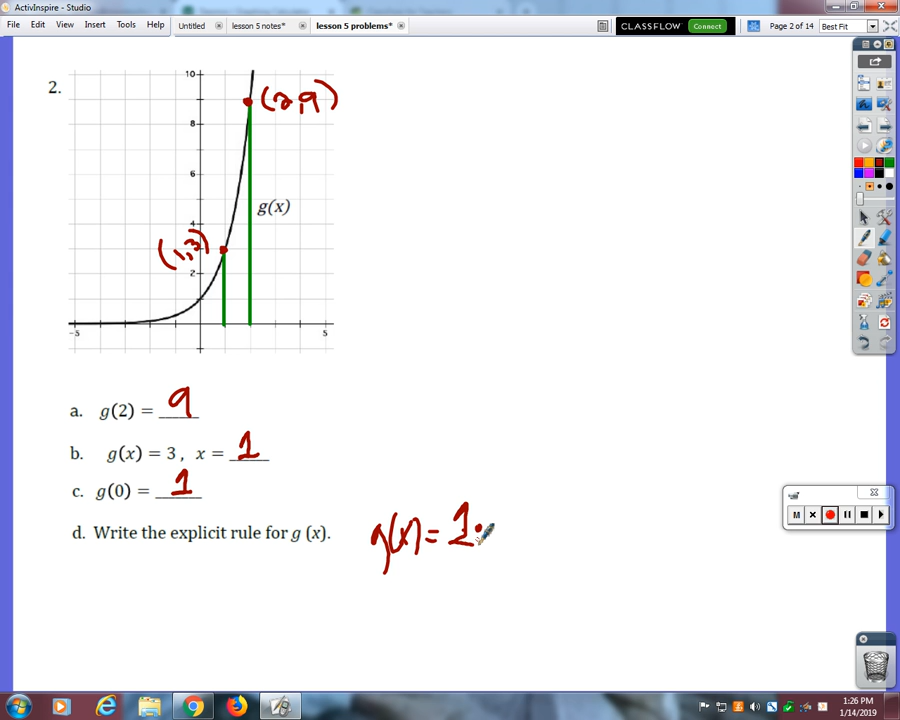 ActivInspire - Studio
File Edit View Insert Tools Help
Untitled
lesson 5 notes*
lesson 5 problems*
CLASSFLOW Connect
Page 2 of 14
Best Fit
2.
10
(2,9)
8
6
g(x)
4
(1,3)
2
-5
5
a. g(2) = 9
b. g(x) = 3 , x = 1
c. g(0) = 1
d. Write the explicit rule for g (x). g(x) = 1·
M
1:26 PM
1/14/2019